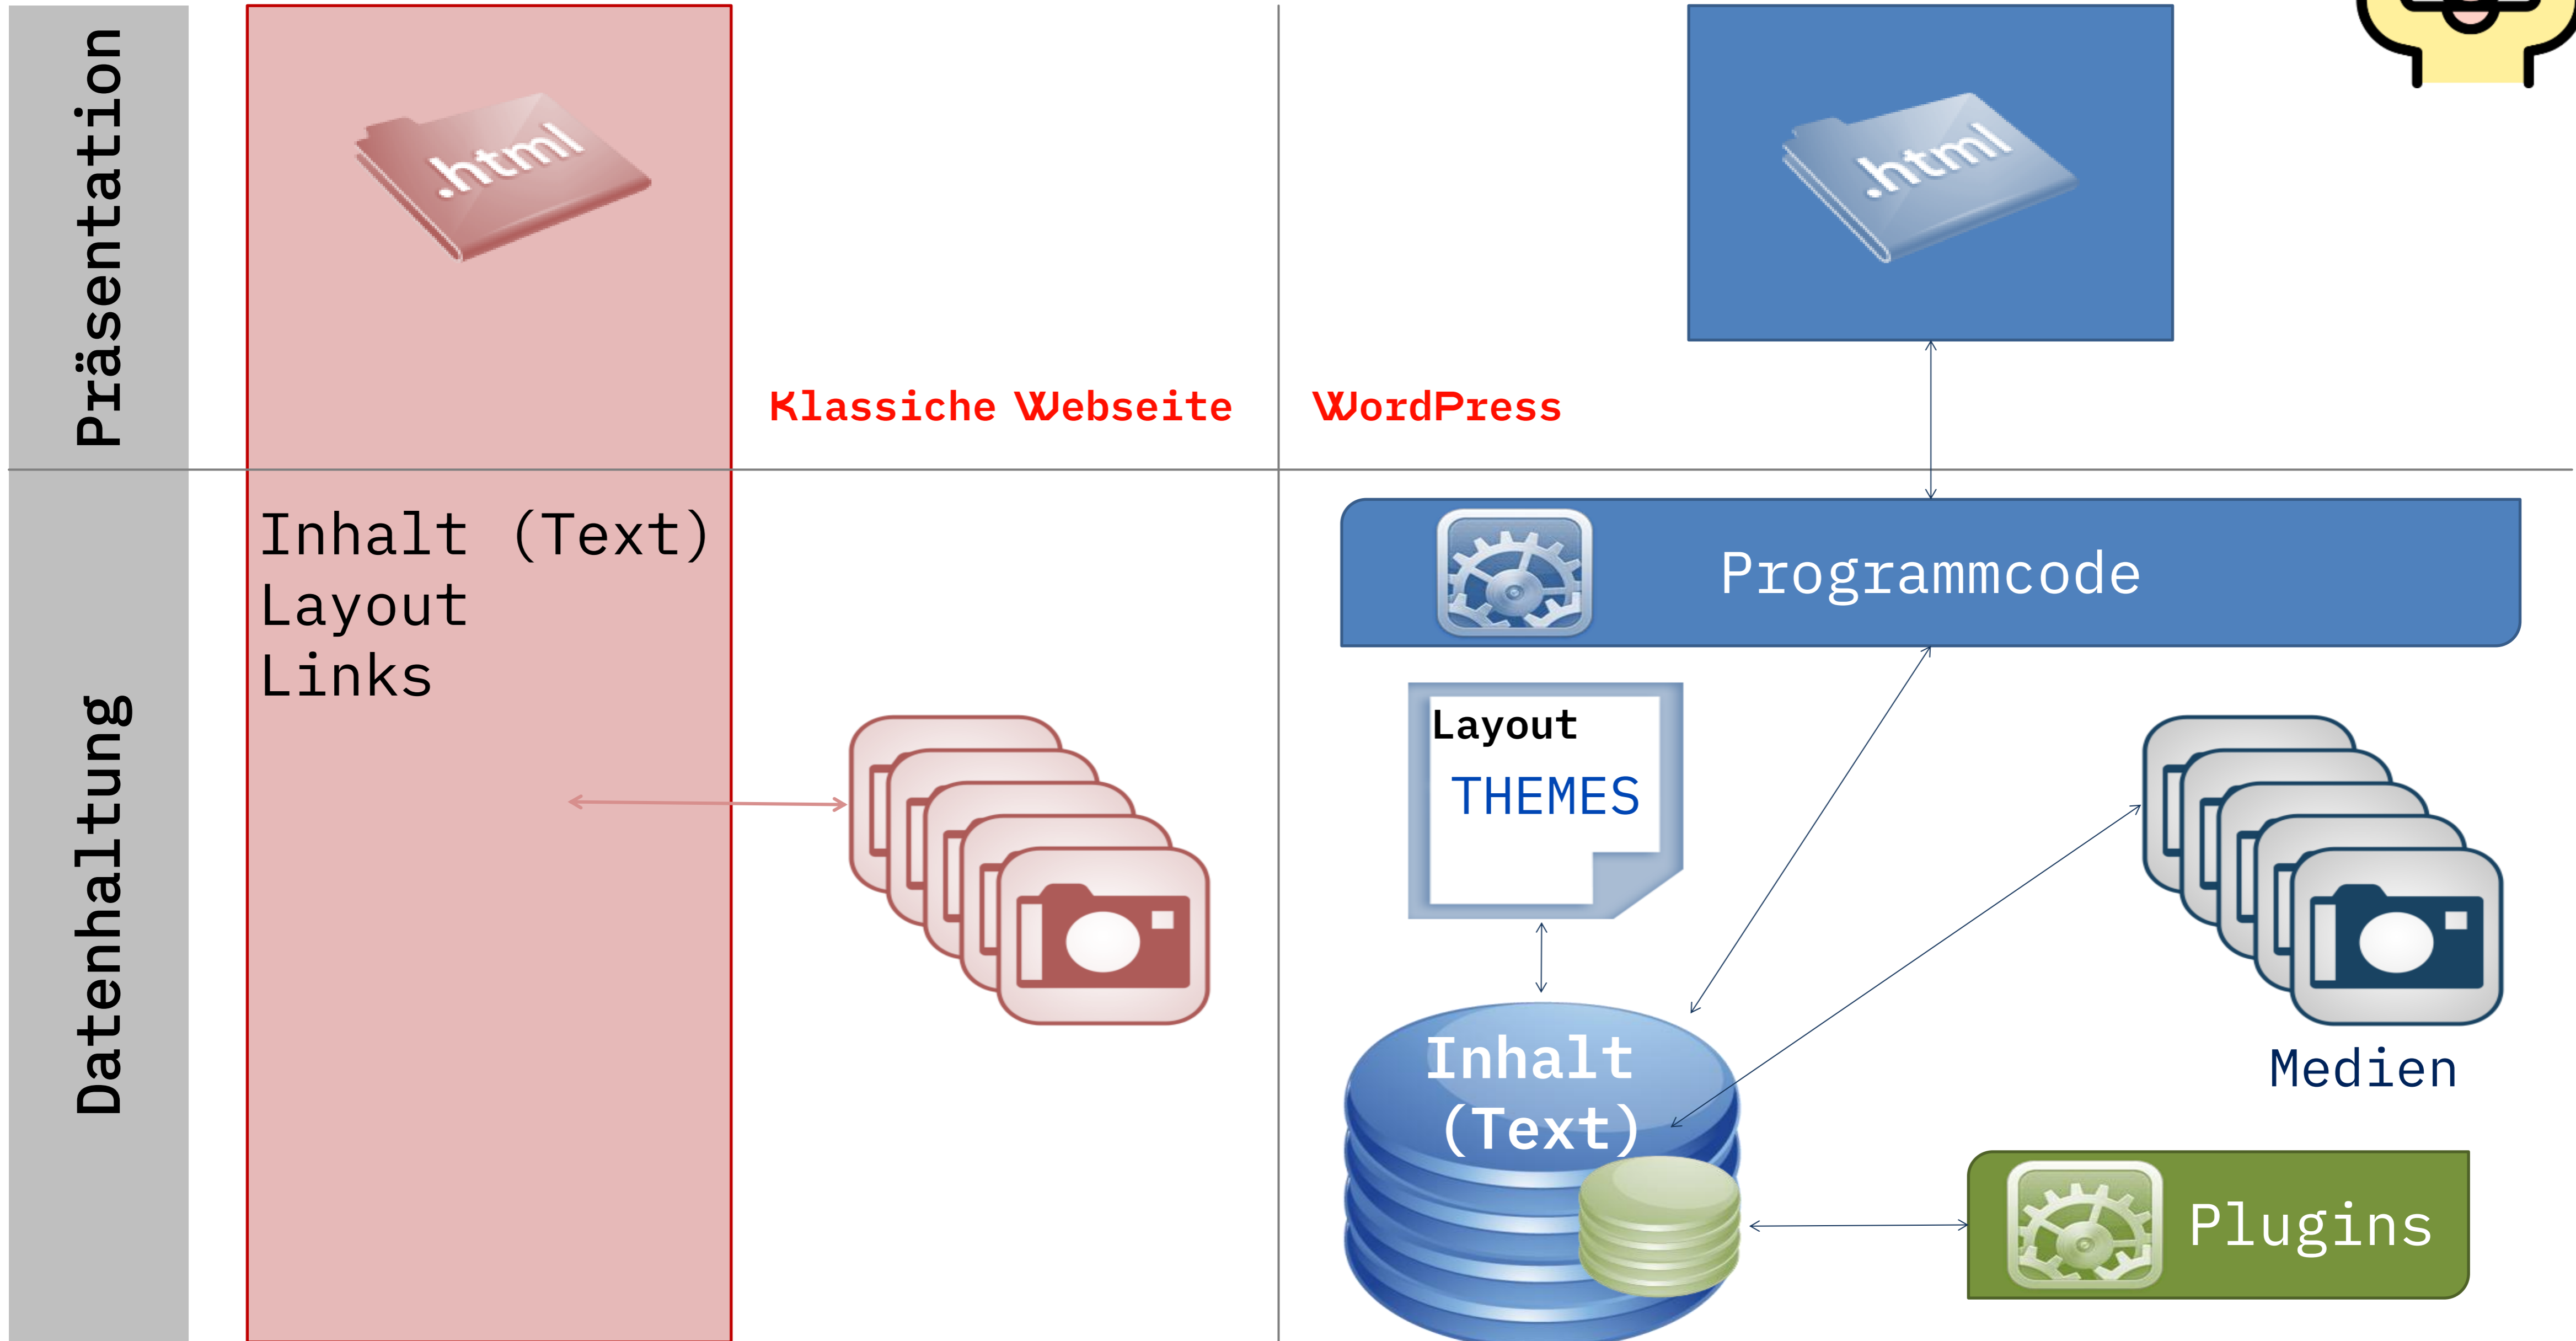 Präsentation
.html
.html
Klassiche Webseite
WordPress
Datenhaltung
Inhalt (Text)
Layout
Links
Programmcode
Layout
THEMES
Medien
Inhalt
(Text)
Plugins